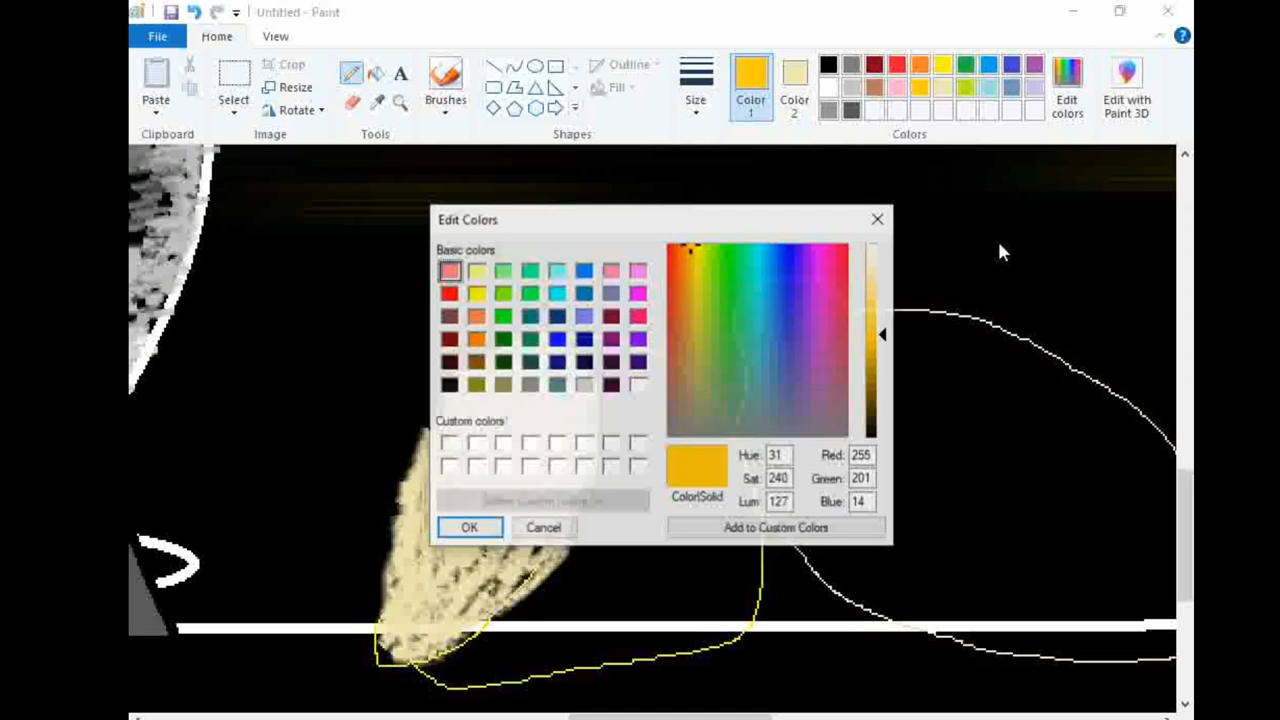 Untitled - Paint
File Home View
Paste
Clipboard
Select
Crop
Resize
Rotate
Image
A
Tools
Brushes
Outline
Fill
Shapes
Size
Color 1
Color 2
Edit colors
Colors
Edit with Paint 3D
Edit Colors
Basic colors
Custom colors
OK
Cancel
Color|Solid
Hue: 31 Red: 255
Sat: 240 Green: 201
Lum: 127 Blue: 14
Add to Custom Colors